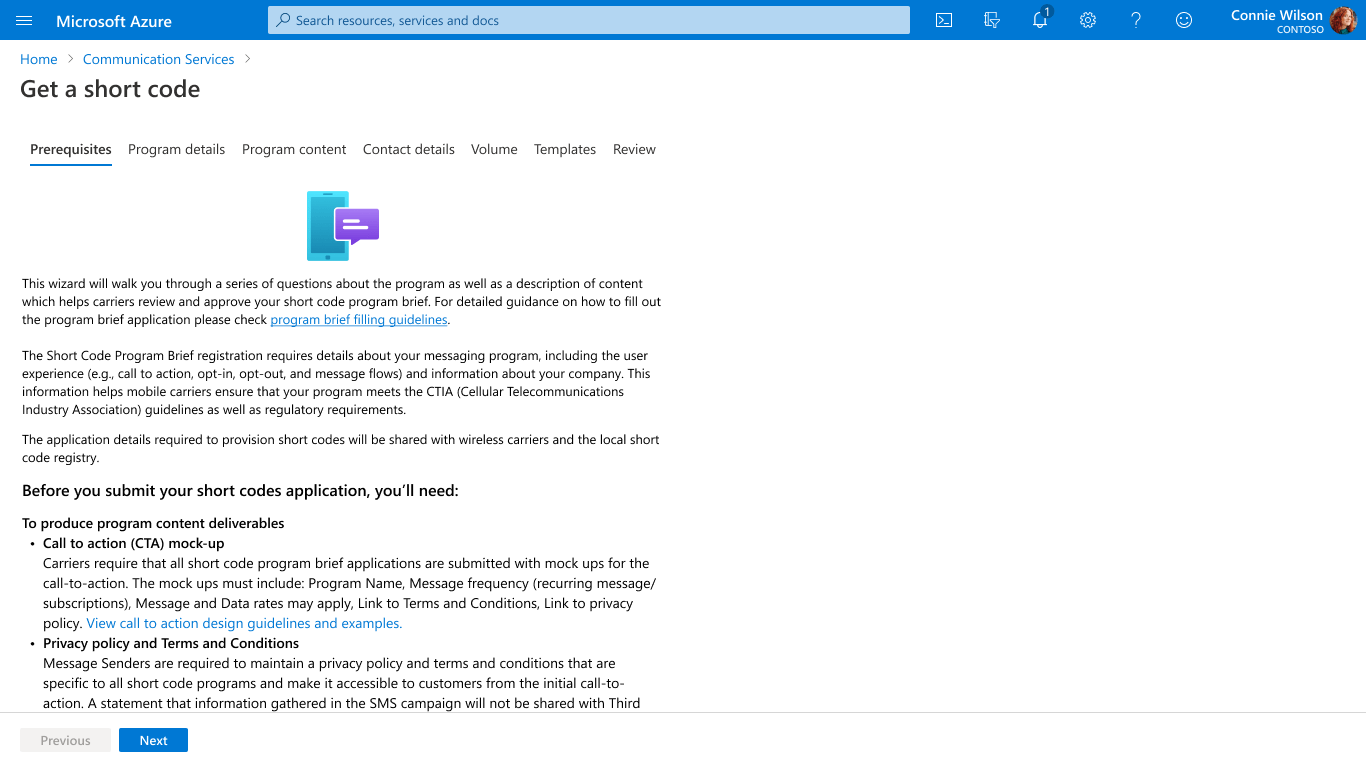 Microsoft Azure
Search resources, services and docs
1
Connie Wilson
CONTOSO
Home > Communication Services >
Get a short code
Prerequisites Program details Program content Contact details Volume Templates Review
This wizard will walk you through a series of questions about the program as well as a description of content
which helps carriers review and approve your short code program brief. For detailed guidance on how to fill out
the program brief application please check program brief filling guidelines.
The Short Code Program Brief registration requires details about your messaging program, including the user
experience (e.g., call to action, opt-in, opt-out, and message flows) and information about your company. This
information helps mobile carriers ensure that your program meets the CTIA (Cellular Telecommunications
Industry Association) guidelines as well as regulatory requirements.
The application details required to provision short codes will be shared with wireless carriers and the local short
code registry.
Before you submit your short codes application, you’ll need:
To produce program content deliverables
• Call to action (CTA) mock-up
Carriers require that all short code program brief applications are submitted with mock ups for the
call-to-action. The mock ups must include: Program Name, Message frequency (recurring message/
subscriptions), Message and Data rates may apply, Link to Terms and Conditions, Link to privacy
policy. View call to action design guidelines and examples.
• Privacy policy and Terms and Conditions
Message Senders are required to maintain a privacy policy and terms and conditions that are
specific to all short code programs and make it accessible to customers from the initial call-to-
action. A statement that information gathered in the SMS campaign will not be shared with Third
Previous Next